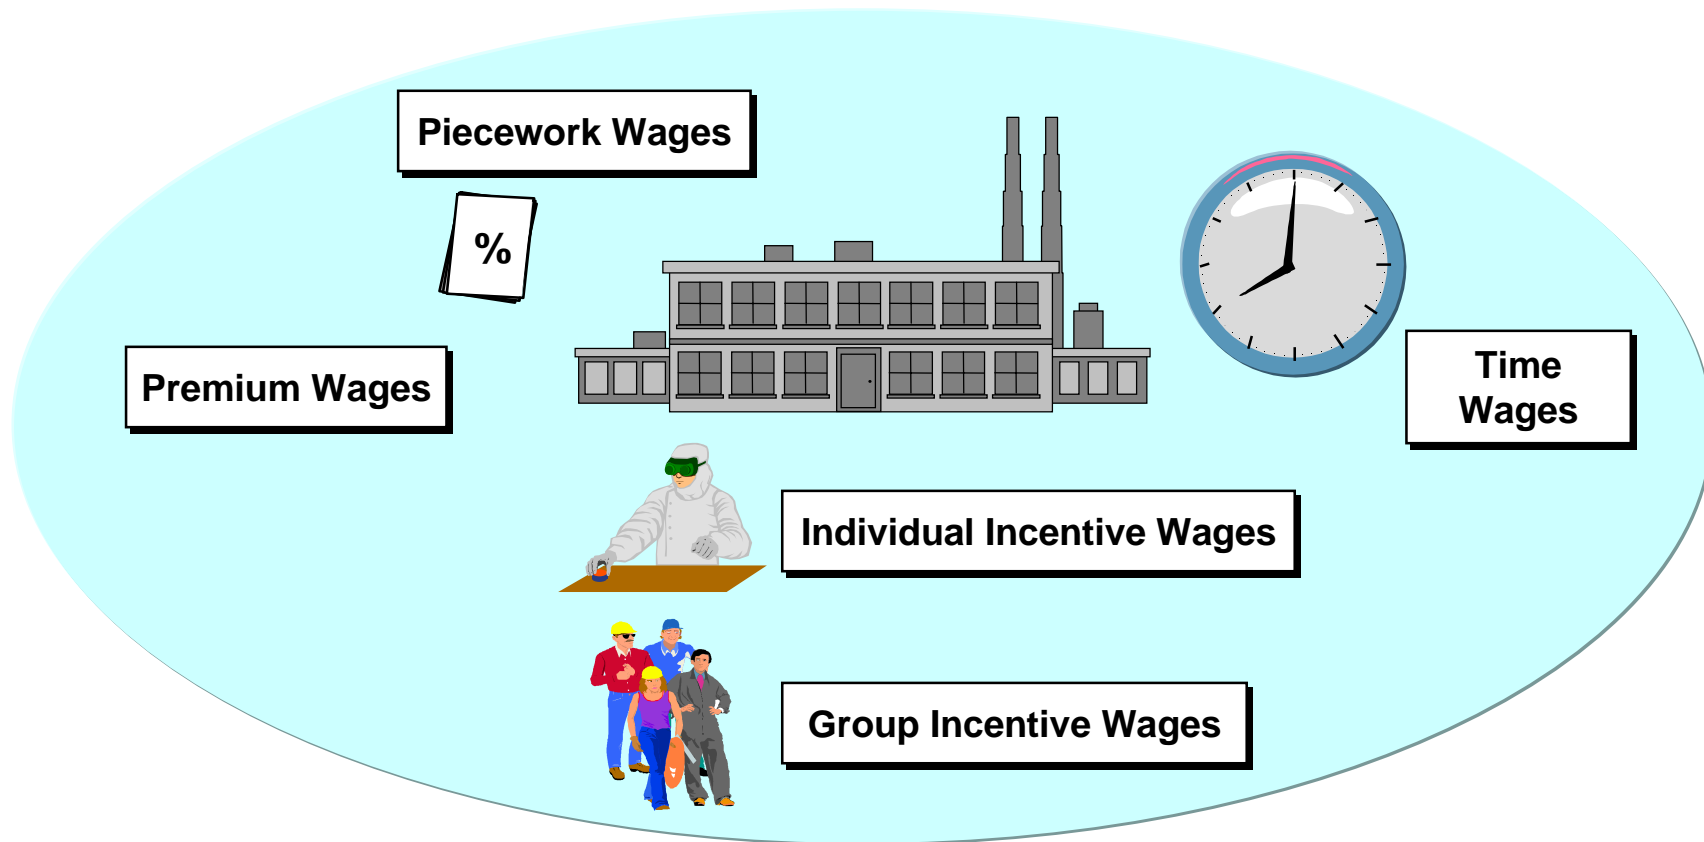 Piecework Wages
%
Premium Wages
Time
Wages
Individual Incentive Wages
Group Incentive Wages